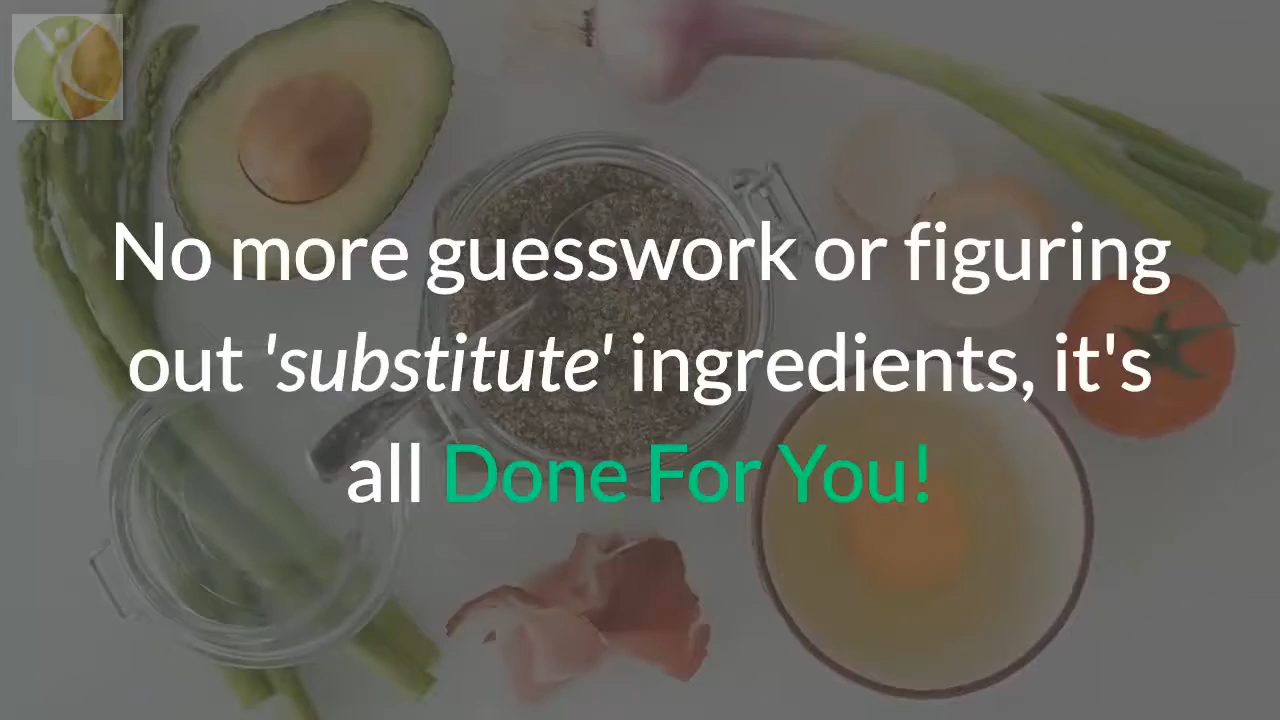 No more guesswork or figuring
out 'substitute' ingredients, it's
all Done For You!